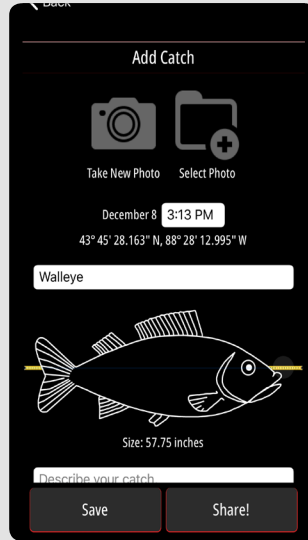 Back
Add Catch
Take New Photo Select Photo
December 8 3:13 PM
43° 45' 28.163" N, 88° 28' 12.995" W
Walleye
Size: 57.75 inches
Describe your catch
Save Share!